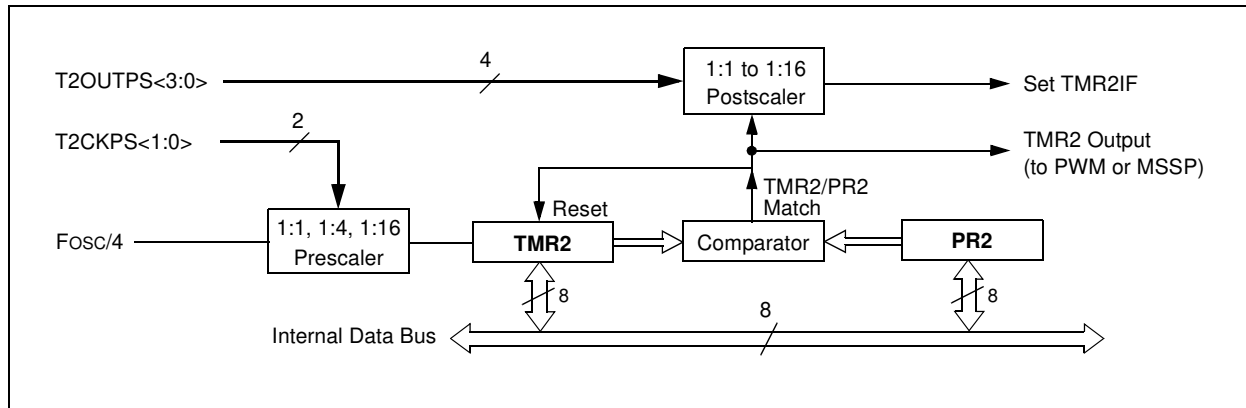 T2OUTPS<3:0>
4
1:1 to 1:16
Postscaler
Set TMR2IF
T2CKPS<1:0>
2
TMR2 Output
(to PWM or MSSP)
TMR2/PR2
Match
Reset
FOSC/4
1:1, 1:4, 1:16
Prescaler
TMR2
Comparator
PR2
8
8
8
Internal Data Bus